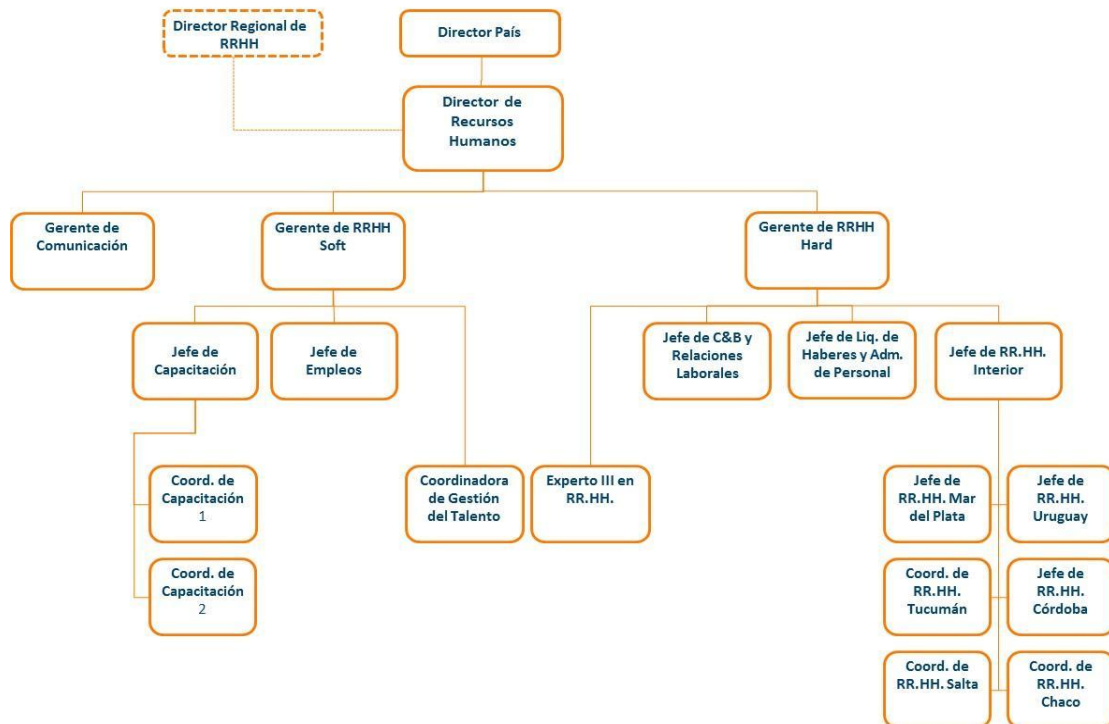 Director Regional de
RRHH
Director País
Director de
Recursos
Humanos
Gerente de
Comunicación
Gerente de RRHH
Soft
Gerente de RRHH
Hard
Jefe de
Capacitación
Jefe de
Empleos
Jefe de C&B y
Relaciones
Laborales
Jefe de Liq. de
Haberes y Adm.
de Personal
Jefe de RR.HH.
Interior
Coord. de
Capacitación
1
Coordinadora
de Gestión
del Talento
Experto III en
RR.HH.
Jefe de
RR.HH. Mar
del Plata
Jefe de
RR.HH.
Uruguay
Coord. de
Capacitación
2
Coord. de
RR.HH.
Tucumán
Jefe de
RR.HH.
Córdoba
Coord. de
RR.HH. Salta
Coord. de
RR.HH.
Chaco